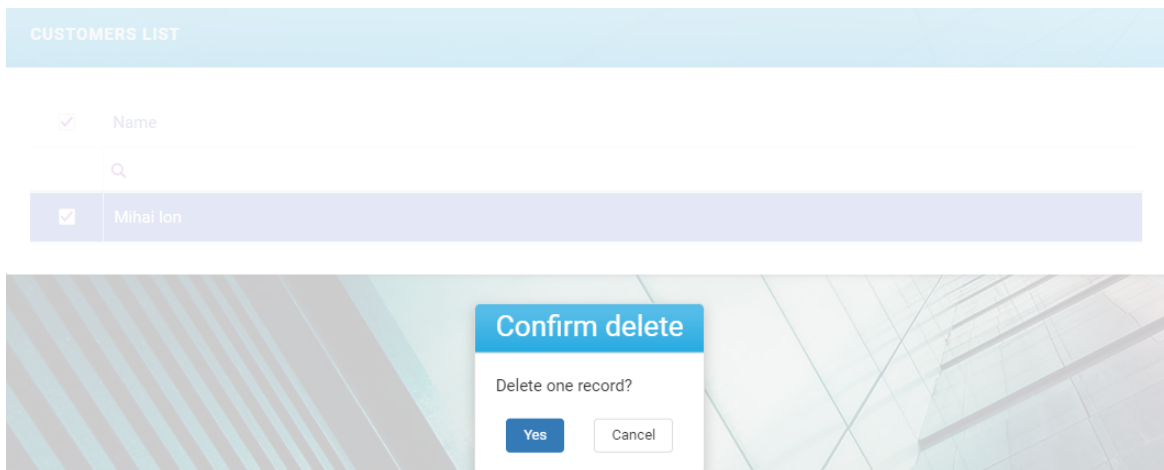 CUSTOMERS LIST
Name
Mihai Ion
Confirm delete
Delete one record?
Yes Cancel